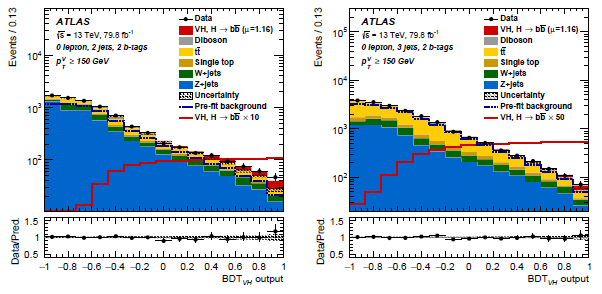 Events / 0.13
10³
10²
ATLAS
√s = 13 TeV, 79.8 fb⁻¹
0 lepton, 2 jets, 2 b-tags
p_T^V ≥ 150 GeV
Data
VH, H → bb̅ (μ=1.16)
Diboson
tt̅
Single top
W+jets
Z+jets
Uncertainty
Pre-fit background
VH, H → bb̅ × 10
Data/Pred.
1.5
1
0.5
−1 −0.8 −0.6 −0.4 −0.2 0 0.2 0.4 0.6 0.8 1
BDT_VH output
Events / 0.13
10⁵
10⁴
10³
10²
ATLAS
√s = 13 TeV, 79.8 fb⁻¹
0 lepton, 3 jets, 2 b-tags
p_T^V ≥ 150 GeV
Data
VH, H → bb̅ (μ=1.16)
Diboson
tt̅
Single top
W+jets
Z+jets
Uncertainty
Pre-fit background
VH, H → bb̅ × 50
Data/Pred.
1.5
1
0.5
−1 −0.8 −0.6 −0.4 −0.2 0 0.2 0.4 0.6 0.8 1
BDT_VH output